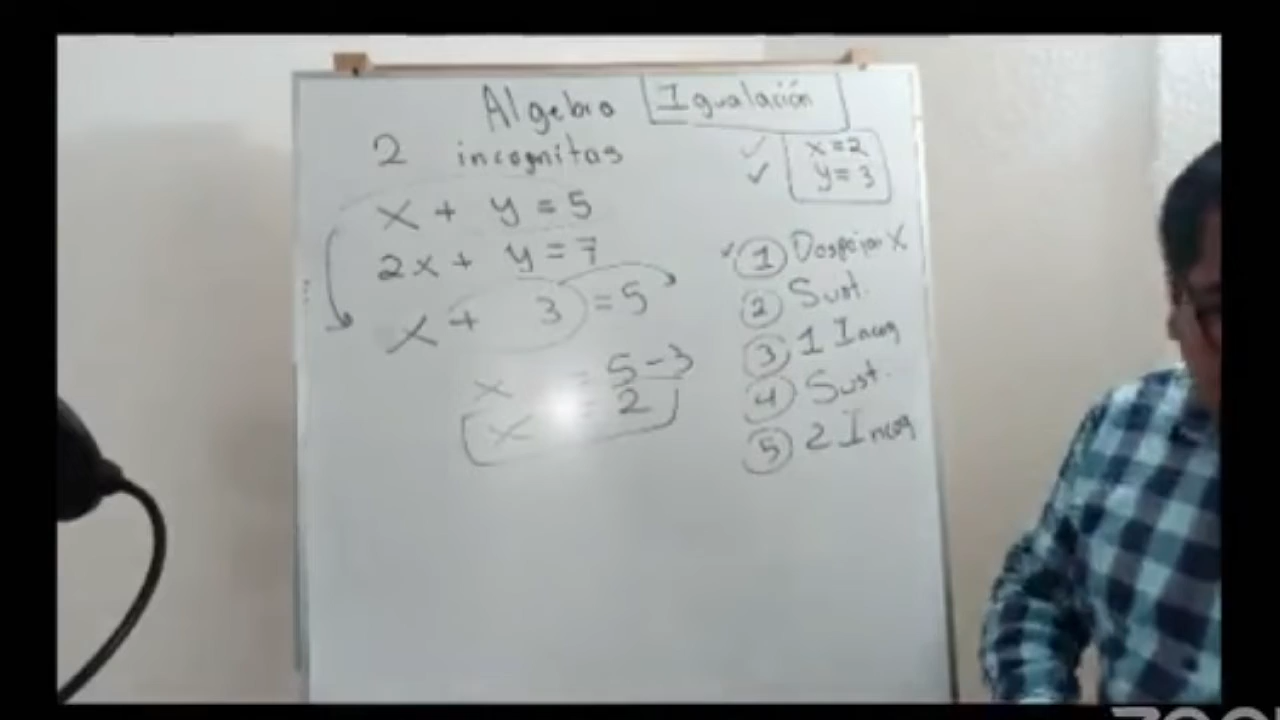 Algebra Igualación
2 incognitas
x + y = 5
2x + y = 7
x + 3 = 5
x = 5 - 3
x = 2
x = 2
y = 3
1 Despejar X
2 Sust.
3 1 Incog
4 Sust.
5 2 Incog